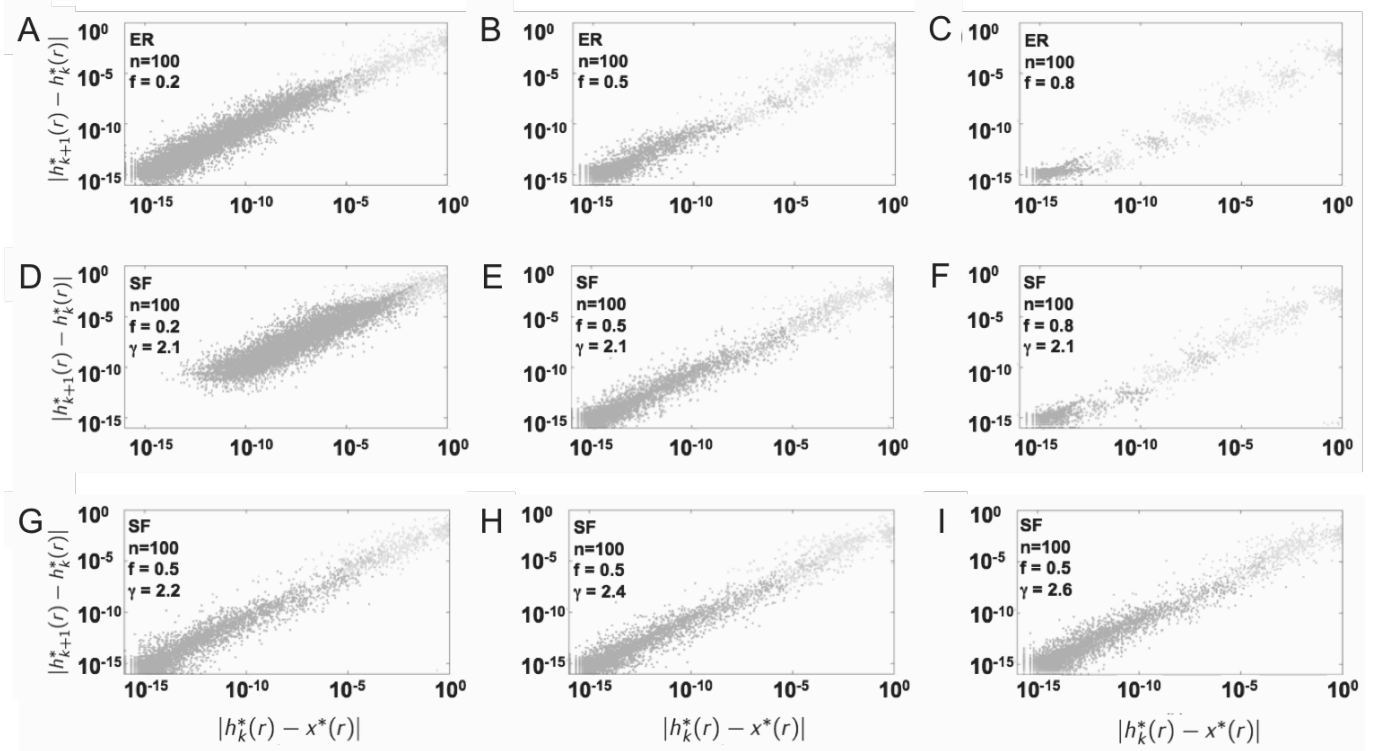 A
|h*k+1(r) − h*k(r)|
10⁰
10⁻⁵
10⁻¹⁰
10⁻¹⁵
ER
n=100
f = 0.2
10⁻¹⁵ 10⁻¹⁰ 10⁻⁵ 10⁰
B
10⁰
10⁻⁵
10⁻¹⁰
10⁻¹⁵
ER
n=100
f = 0.5
10⁻¹⁵ 10⁻¹⁰ 10⁻⁵ 10⁰
C
10⁰
10⁻⁵
10⁻¹⁰
10⁻¹⁵
ER
n=100
f = 0.8
10⁻¹⁵ 10⁻¹⁰ 10⁻⁵ 10⁰
D
|h*k+1(r) − h*k(r)|
10⁰
10⁻⁵
10⁻¹⁰
10⁻¹⁵
SF
n=100
f = 0.2
γ = 2.1
10⁻¹⁵ 10⁻¹⁰ 10⁻⁵ 10⁰
E
10⁰
10⁻⁵
10⁻¹⁰
10⁻¹⁵
SF
n=100
f = 0.5
γ = 2.1
10⁻¹⁵ 10⁻¹⁰ 10⁻⁵ 10⁰
F
10⁰
10⁻⁵
10⁻¹⁰
10⁻¹⁵
SF
n=100
f = 0.8
γ = 2.1
10⁻¹⁵ 10⁻¹⁰ 10⁻⁵ 10⁰
G
|h*k+1(r) − h*k(r)|
10⁰
10⁻⁵
10⁻¹⁰
10⁻¹⁵
SF
n=100
f = 0.5
γ = 2.2
10⁻¹⁵ 10⁻¹⁰ 10⁻⁵ 10⁰
|h*k(r) − x*(r)|
H
10⁰
10⁻⁵
10⁻¹⁰
10⁻¹⁵
SF
n=100
f = 0.5
γ = 2.4
10⁻¹⁵ 10⁻¹⁰ 10⁻⁵ 10⁰
|h*k(r) − x*(r)|
I
10⁰
10⁻⁵
10⁻¹⁰
10⁻¹⁵
SF
n=100
f = 0.5
γ = 2.6
10⁻¹⁵ 10⁻¹⁰ 10⁻⁵ 10⁰
|h*k(r) − x*(r)|